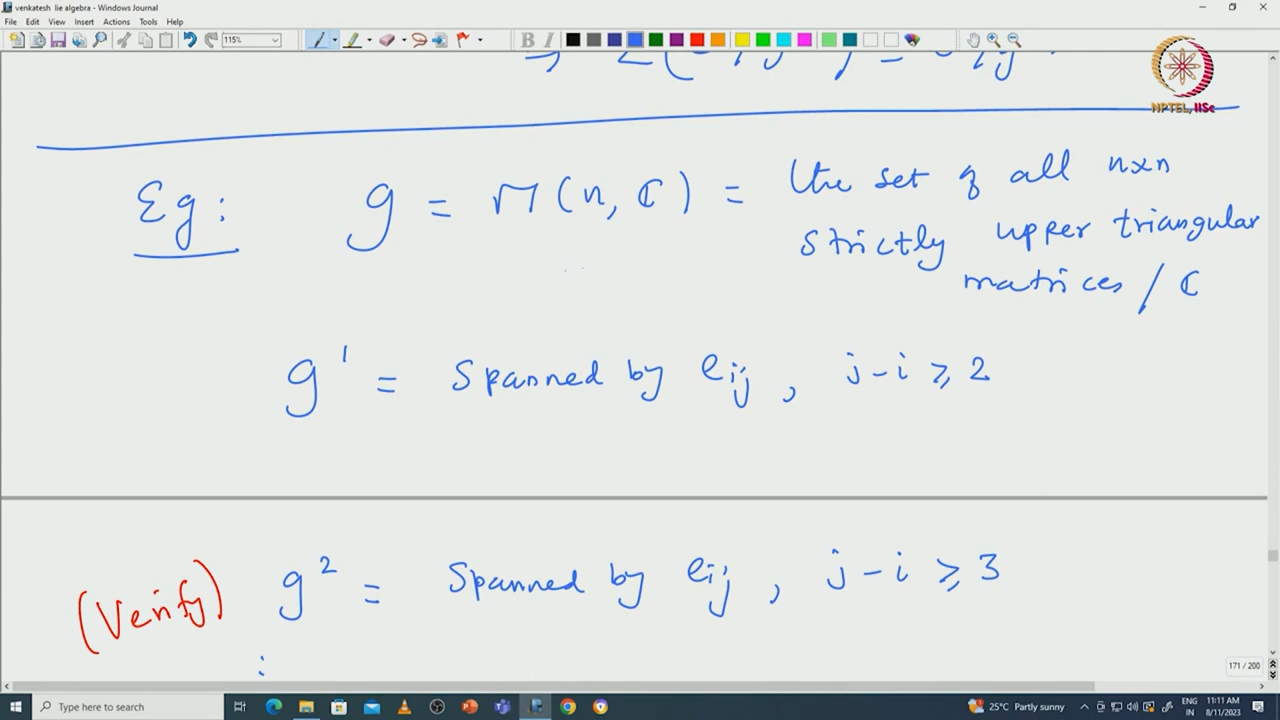 venkatesh lie algebra - Windows Journal
File Edit View Insert Actions Tools Help
115%
B I
NPTEL, IISc
Eg: g = n(n, ℂ) = the set of all nxn
strictly upper triangular
matrices / ℂ
g¹ = Spanned by eij, j - i ≥ 2
(Verify) g² = Spanned by eij, j - i ≥ 3
:
171 / 200
Type here to search
25°C Partly sunny
ENG
IN
11:11 AM
8/11/2023